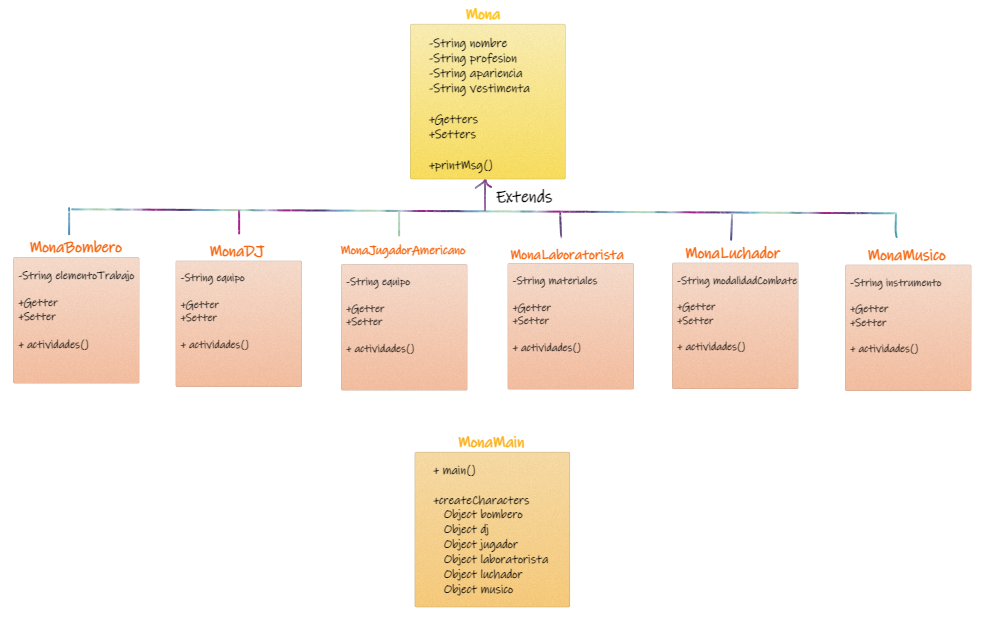 Mona
-String nombre
-String profesion
-String apariencia
-String vestimenta
+Getters
+Setters
+printMsg()
Extends
MonaBombero
-String elementoTrabajo
+Getter
+Setter
+ actividades()
MonaDJ
-String equipo
+Getter
+Setter
+ actividades()
MonaJugadorAmericano
-String equipo
+Getter
+Setter
+ actividades()
MonaLaboratorista
-String materiales
+Getter
+Setter
+ actividades()
MonaLuchador
-String modalidadCombate
+Getter
+Setter
+ actividades()
MonaMusico
-String instrumento
+Getter
+Setter
+ actividades()
MonaMain
+ main()
+createCharacters
Object bombero
Object dj
Object jugador
Object laboratorista
Object luchador
Object musico